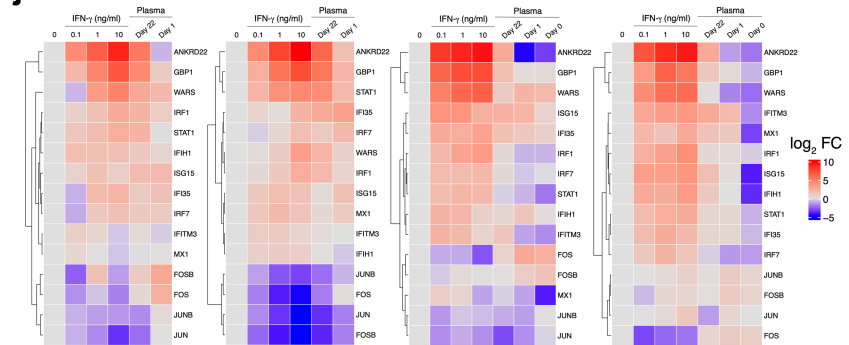 IFN-γ (ng/ml) Plasma
0 0.1 1 10 Day 22 Day 1
ANKRD22
GBP1
WARS
IRF1
STAT1
IFIH1
ISG15
IFI35
IRF7
IFITM3
MX1
FOSB
FOS
JUNB
JUN
IFN-γ (ng/ml) Plasma
0 0.1 1 10 Day 22 Day 1
ANKRD22
GBP1
STAT1
IFI35
IRF7
WARS
IRF1
ISG15
MX1
IFITM3
IFIH1
JUNB
FOS
JUN
FOSB
IFN-γ (ng/ml) Plasma
0 0.1 1 10 Day 22 Day 1 Day 0
ANKRD22
GBP1
WARS
ISG15
IFI35
IRF1
IRF7
STAT1
IFIH1
IFITM3
FOS
FOSB
MX1
JUNB
JUN
IFN-γ (ng/ml) Plasma
0 0.1 1 10 Day 22 Day 1 Day 0
ANKRD22
GBP1
WARS
IFITM3
MX1
IRF1
ISG15
IFIH1
STAT1
IFI35
IRF7
JUNB
FOSB
JUN
FOS
log2 FC
10
5
0
−5